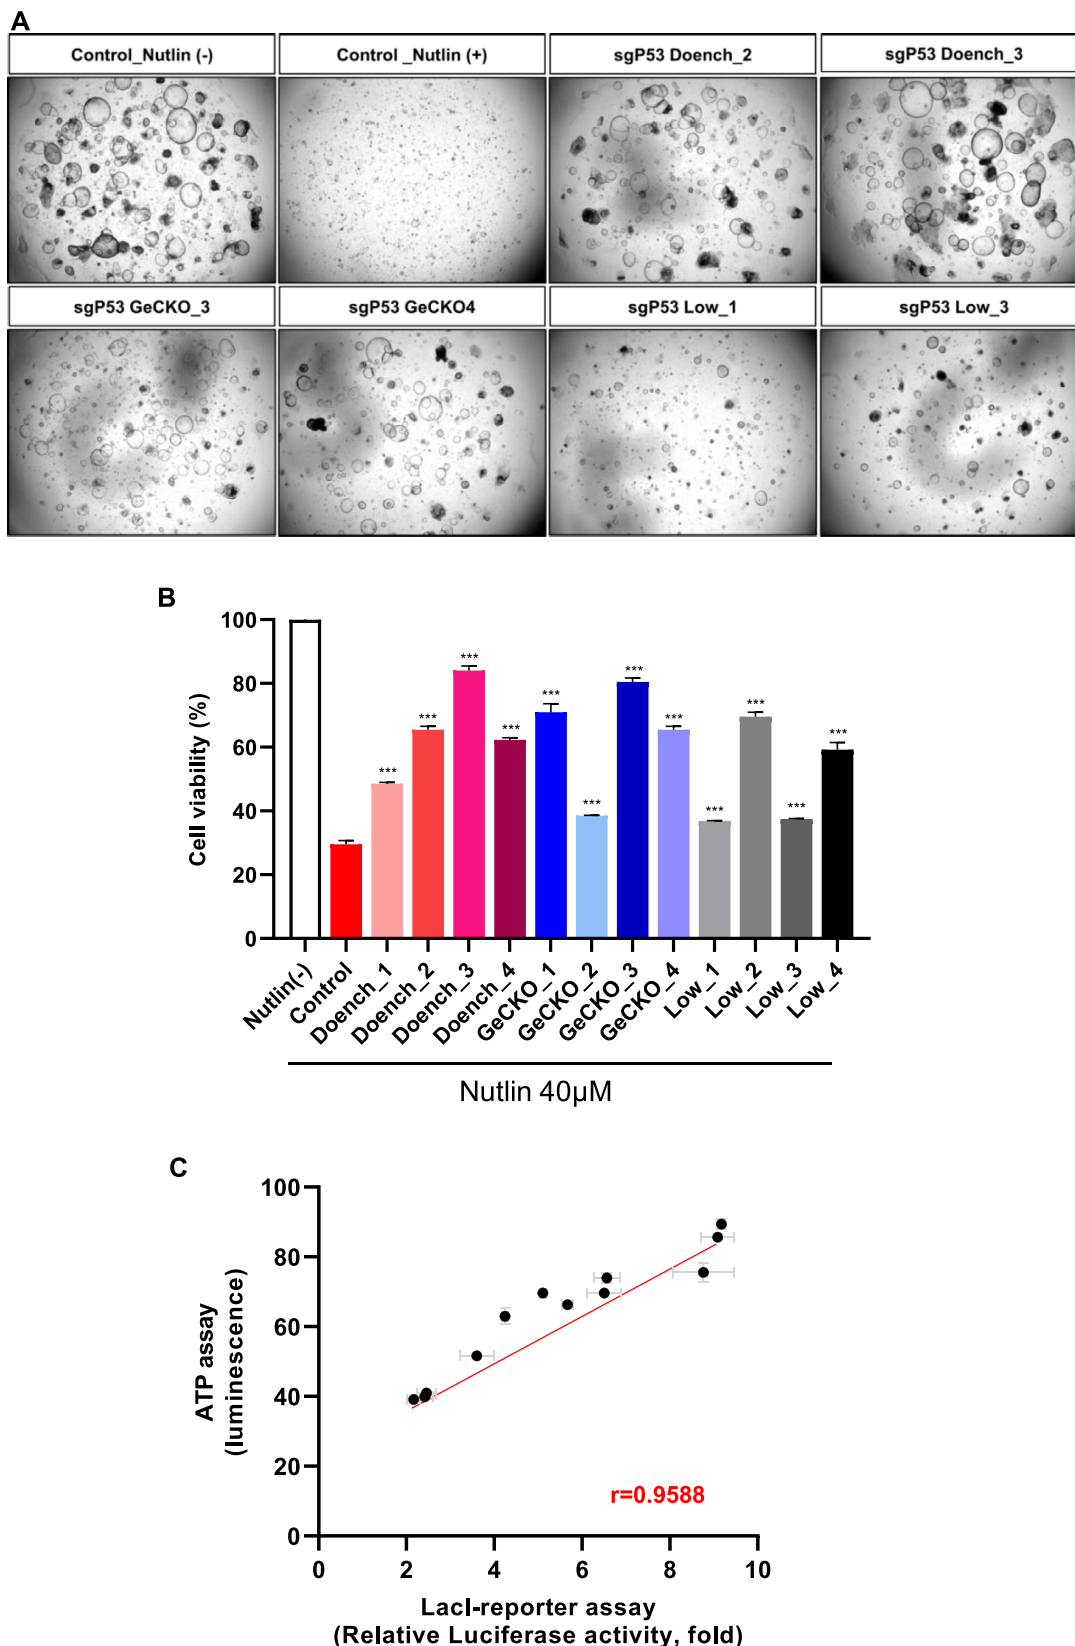 A
Control_Nutlin (-)
Control _Nutlin (+)
sgP53 Doench_2
sgP53 Doench_3
sgP53 GeCKO_3
sgP53 GeCKO4
sgP53 Low_1
sgP53 Low_3
B
Cell viability (%)
100
80
60
40
20
0
***
***
***
***
***
***
***
***
***
***
***
***
Nutlin(-)
Control
Doench_1
Doench_2
Doench_3
Doench_4
GeCKO_1
GeCKO_2
GeCKO_3
GeCKO_4
Low_1
Low_2
Low_3
Low_4
Nutlin 40μM
C
ATP assay
(luminescence)
100
80
60
40
20
0
r=0.9588
0
2
4
6
8
10
LacI-reporter assay
(Relative Luciferase activity, fold)